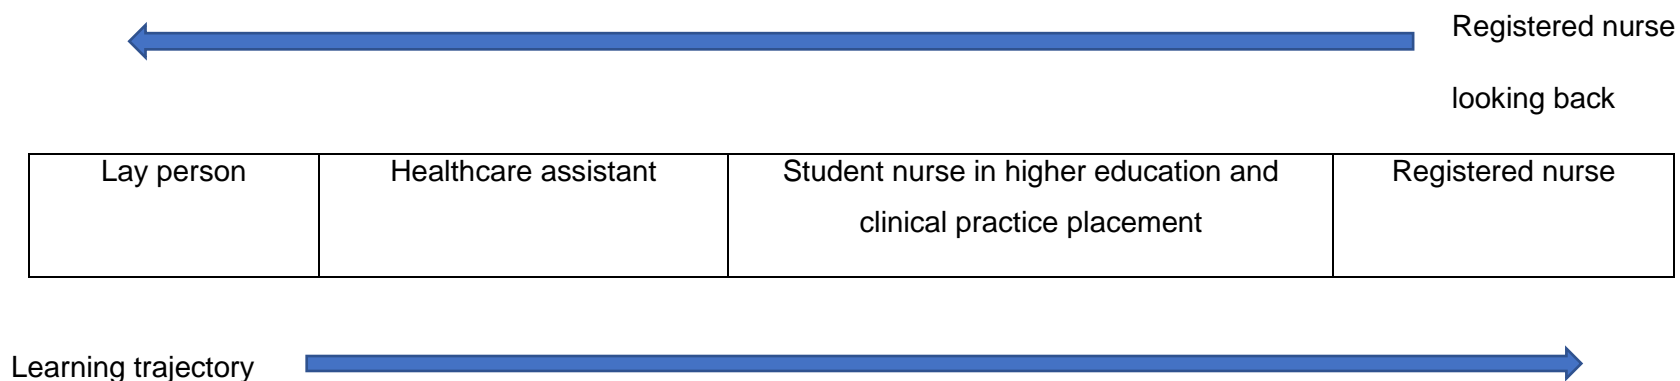 Registered nurse
looking back
Lay person
Healthcare assistant
Student nurse in higher education and
clinical practice placement
Registered nurse
Learning trajectory